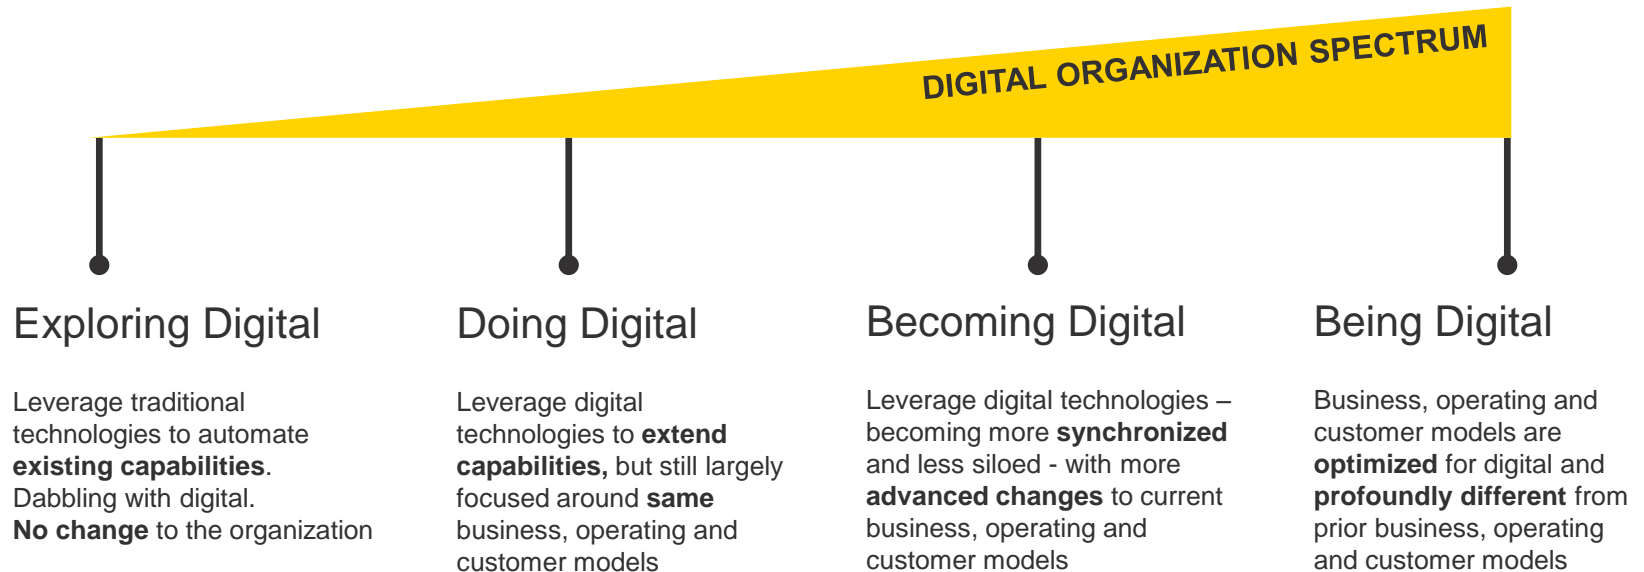 DIGITAL ORGANIZATION SPECTRUM
Exploring Digital
Leverage traditional
technologies to automate
existing capabilities.
Dabbling with digital.
No change to the organization
Doing Digital
Leverage digital
technologies to extend
capabilities, but still largely
focused around same
business, operating and
customer models
Becoming Digital
Leverage digital technologies –
becoming more synchronized
and less siloed - with more
advanced changes to current
business, operating and
customer models
Being Digital
Business, operating and
customer models are
optimized for digital and
profoundly different from
prior business, operating
and customer models